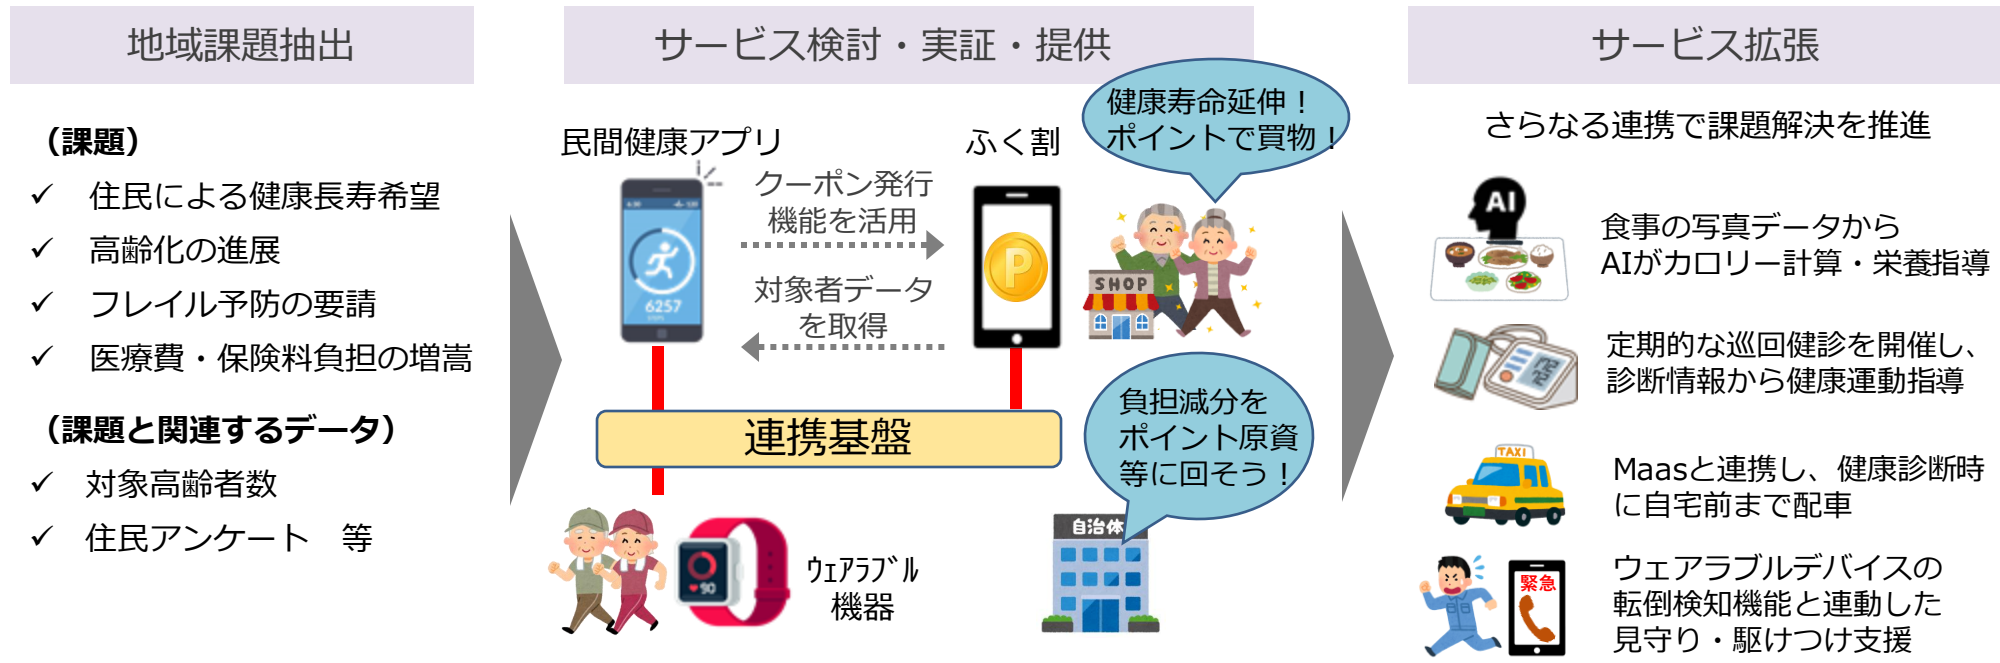 地域課題抽出
（課題）
✓ 住民による健康長寿希望
✓ 高齢化の進展
✓ フレイル予防の要請
✓ 医療費・保険料負担の増嵩
（課題と関連するデータ）
✓ 対象高齢者数
✓ 住民アンケート　等
サービス検討・実証・提供
民間健康アプリ
ふく割
健康寿命延伸！
ポイントで買物！
クーポン発行
機能を活用
対象者データ
を取得
6257
P
SHOP
連携基盤
負担減分を
ポイント原資
等に回そう！
自治体
90
ｳｪｱﾗﾌﾞﾙ
機器
サービス拡張
さらなる連携で課題解決を推進
AI
食事の写真データから
AIがカロリー計算・栄養指導
定期的な巡回健診を開催し、
診断情報から健康運動指導
TAXI
Maasと連携し、健康診断時
に自宅前まで配車
緊急
ウェアラブルデバイスの
転倒検知機能と連動した
見守り・駆けつけ支援